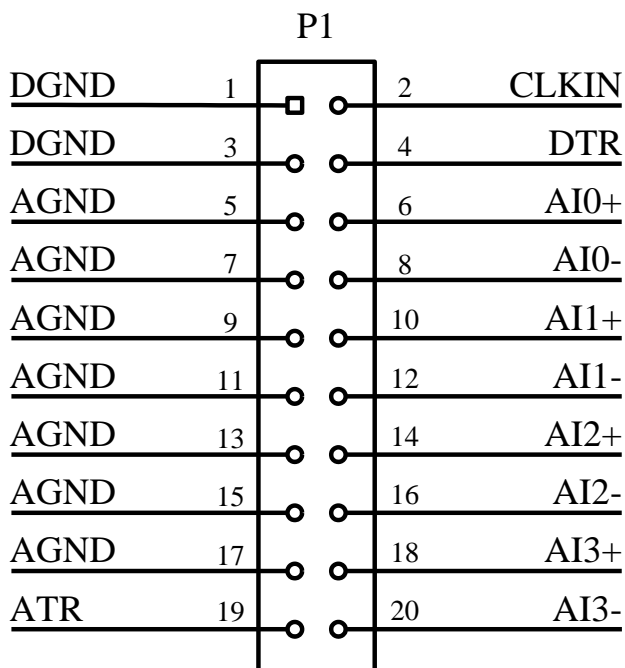 P1
DGND 1 2 CLKIN
DGND 3 4 DTR
AGND 5 6 AI0+
AGND 7 8 AI0-
AGND 9 10 AI1+
AGND 11 12 AI1-
AGND 13 14 AI2+
AGND 15 16 AI2-
AGND 17 18 AI3+
ATR 19 20 AI3-